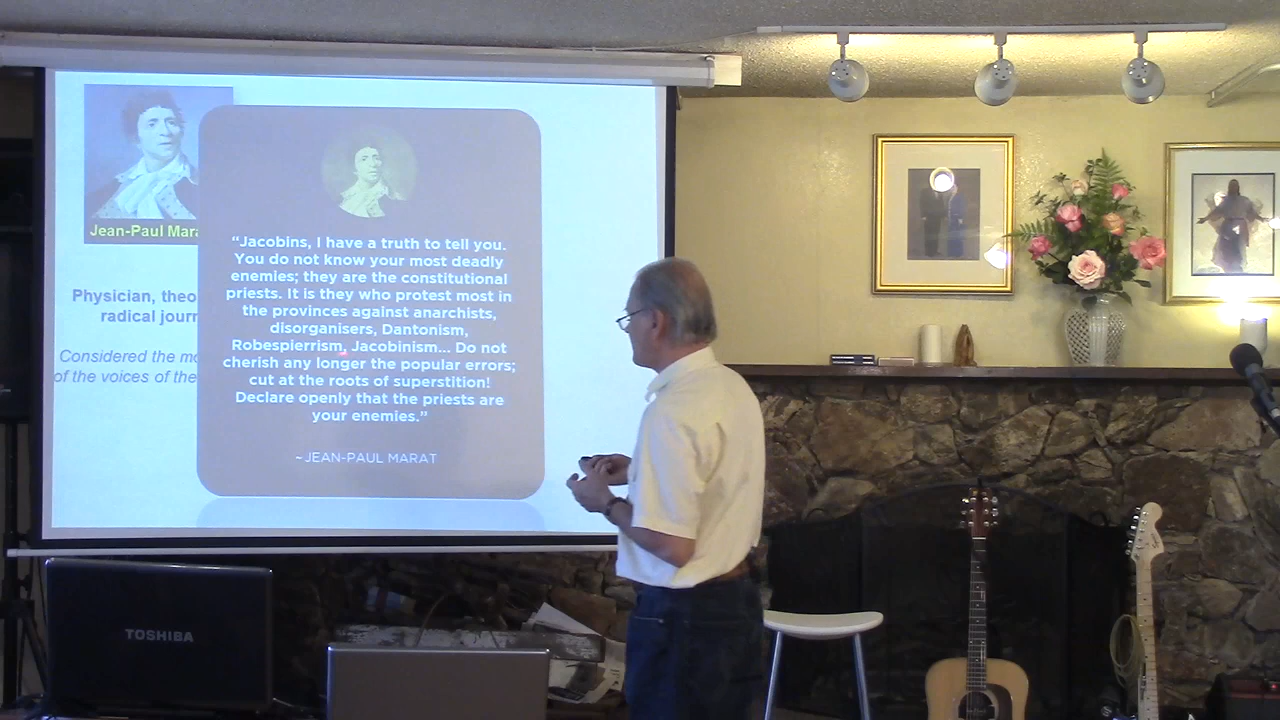 Jean-Paul Mara
Physician, theo
radical journ
Considered the mo
of the voices of the
“Jacobins, I have a truth to tell you.
You do not know your most deadly
enemies; they are the constitutional
priests. It is they who protest most in
the provinces against anarchists,
disorganisers, Dantonism,
Robespierrism, Jacobinism... Do not
cherish any longer the popular errors;
cut at the roots of superstition!
Declare openly that the priests are
your enemies.”
~JEAN-PAUL MARAT
TOSHIBA